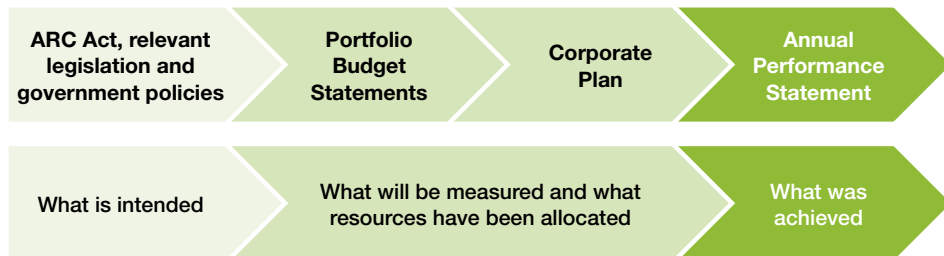 ARC Act, relevant
legislation and
government policies
Portfolio
Budget
Statements
Corporate
Plan
Annual
Performance
Statement
What is intended
What will be measured and what
resources have been allocated
What was
achieved